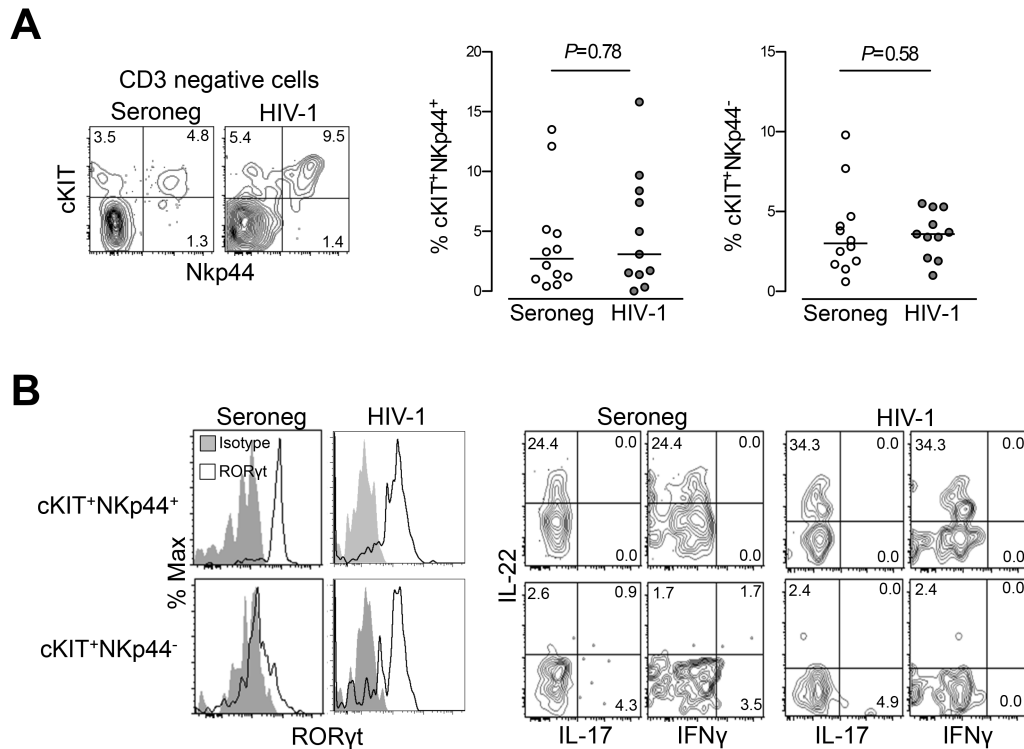 A
CD3 negative cells
Seroneg HIV-1
3.5 4.8 5.4 9.5
1.3 1.4
cKIT
Nkp44
P=0.78
20
15
10
5
0
% cKIT⁺NKp44⁺
Seroneg HIV-1
P=0.58
15
10
5
0
% cKIT⁺NKp44⁻
Seroneg HIV-1
B
Seroneg HIV-1 Seroneg HIV-1
Isotype
RORγt
cKIT⁺NKp44⁺
24.4 0.0 24.4 0.0 34.3 0.0 34.3 0.0
0.0 0.0 0.0 0.0
% Max
IL-22
cKIT⁺NKp44⁻
2.6 0.9 1.7 1.7 2.4 0.0 2.4 0.0
4.3 3.5 4.9 0.0
RORγt IL-17 IFNγ IL-17 IFNγ